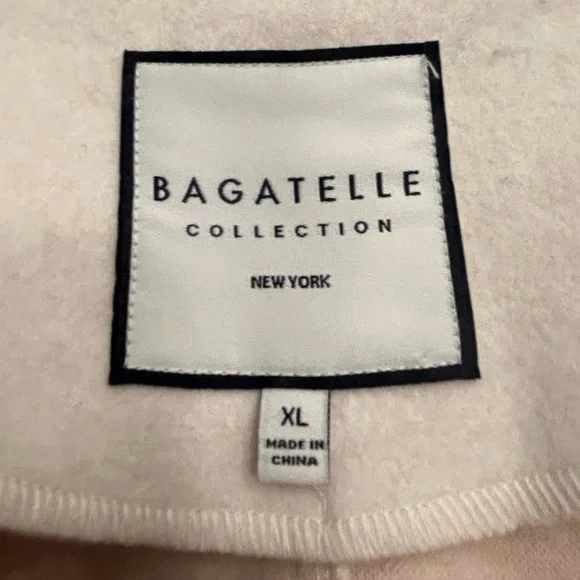 BAGATELLE
COLLECTION
NEW YORK
XL
MADE IN
CHINA